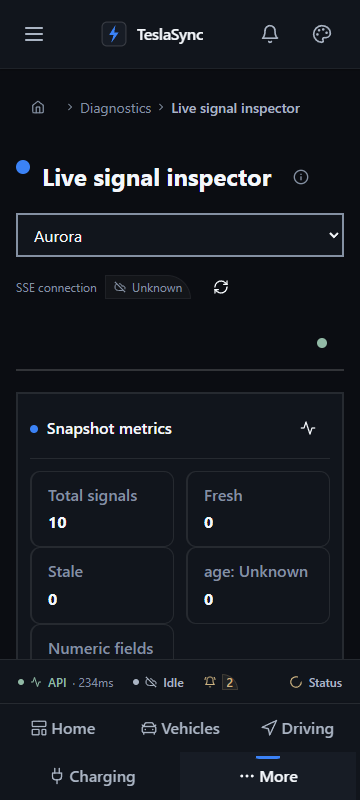 TeslaSync
Diagnostics > Live signal inspector
Live signal inspector
Aurora
SSE connection Unknown
Snapshot metrics
Total signals
10
Fresh
0
Stale
0
age: Unknown
0
Numeric fields
API · 234ms Idle 2 Status
Home Vehicles Driving
Charging More